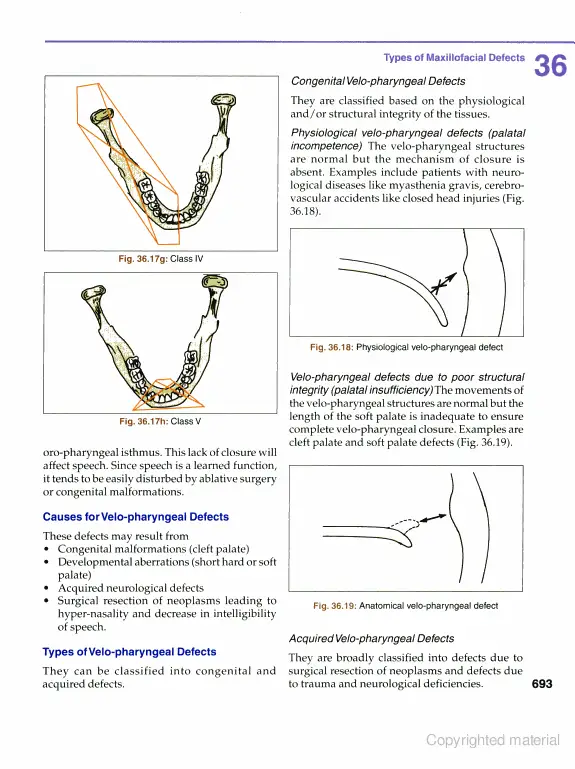 Types of Maxillofacial Defects
36
Fig. 36.17g: Class IV
Fig. 36.17h: Class V
oro-pharyngeal isthmus. This lack of closure will
affect speech. Since speech is a learned function,
it tends to be easily disturbed by ablative surgery
or congenital malformations.
Causes for Velo-pharyngeal Defects
These defects may result from
• Congenital malformations (cleft palate)
• Developmental aberrations (short hard or soft
palate)
• Acquired neurological defects
• Surgical resection of neoplasms leading to
hyper-nasality and decrease in intelligibility
of speech.
Types of Velo-pharyngeal Defects
They can be classified into congenital and
acquired defects.
Congenital Velo-pharyngeal Defects
They are classified based on the physiological
and/or structural integrity of the tissues.
Physiological velo-pharyngeal defects (palatal
incompetence) The velo-pharyngeal structures
are normal but the mechanism of closure is
absent. Examples include patients with neuro-
logical diseases like myasthenia gravis, cerebro-
vascular accidents like closed head injuries (Fig.
36.18).
Fig. 36.18: Physiological velo-pharyngeal defect
Velo-pharyngeal defects due to poor structural
integrity (palatal insufficiency) The movements of
the velo-pharyngeal structures are normal but the
length of the soft palate is inadequate to ensure
complete velo-pharyngeal closure. Examples are
cleft palate and soft palate defects (Fig. 36.19).
Fig. 36.19: Anatomical velo-pharyngeal defect
Acquired Velo-pharyngeal Defects
They are broadly classified into defects due to
surgical resection of neoplasms and defects due
to trauma and neurological deficiencies.
693
Copyrighted material